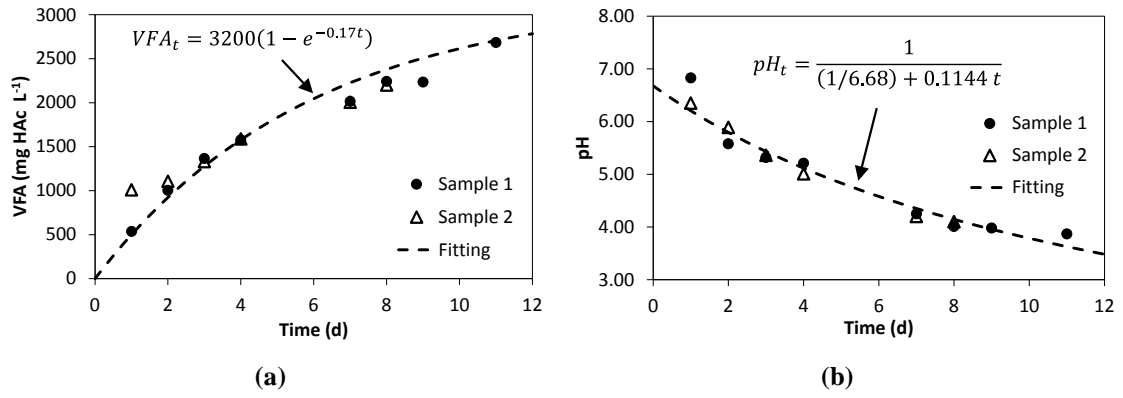 3000
2500
2000
1500
1000
500
0
VFA (mg HAc L⁻¹)
VFA_t = 3200(1 − e^{−0.17t})
Sample 1
Sample 2
Fitting
0 2 4 6 8 10 12
Time (d)
(a)
8.00
7.00
6.00
5.00
4.00
3.00
pH
pH_t = 1 / ((1/6.68) + 0.1144 t)
Sample 1
Sample 2
Fitting
0 2 4 6 8 10 12
Time (d)
(b)